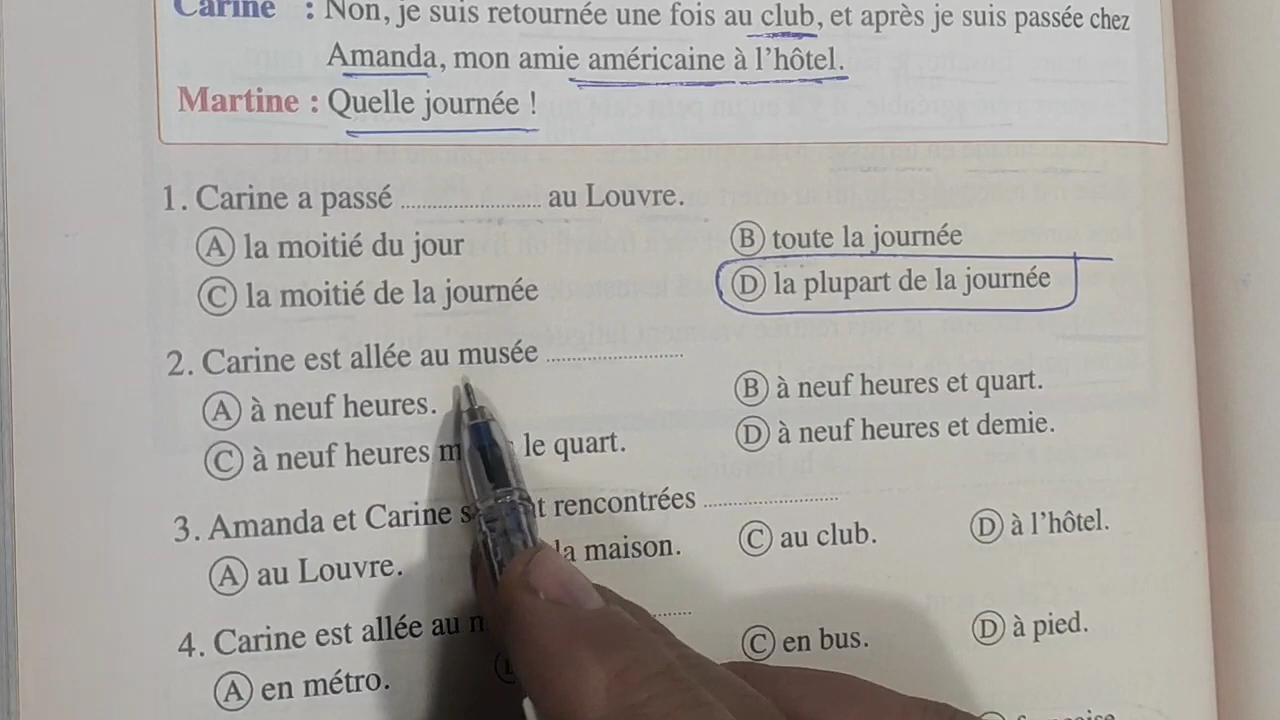 Carine : Non, je suis retournée une fois au club, et après je suis passée chez
Amanda, mon amie américaine à l'hôtel.
Martine : Quelle journée !
1. Carine a passé ........................ au Louvre.
A la moitié du jour
B toute la journée
C la moitié de la journée
D la plupart de la journée
2. Carine est allée au musée ........................
A à neuf heures.
B à neuf heures et quart.
C à neuf heures le quart.
D à neuf heures et demie.
3. Amanda et Carine rencontrées ........................
A au Louvre.
la maison.
C au club.
D à l'hôtel.
4. Carine est allée au
A en métro.
C en bus.
D à pied.